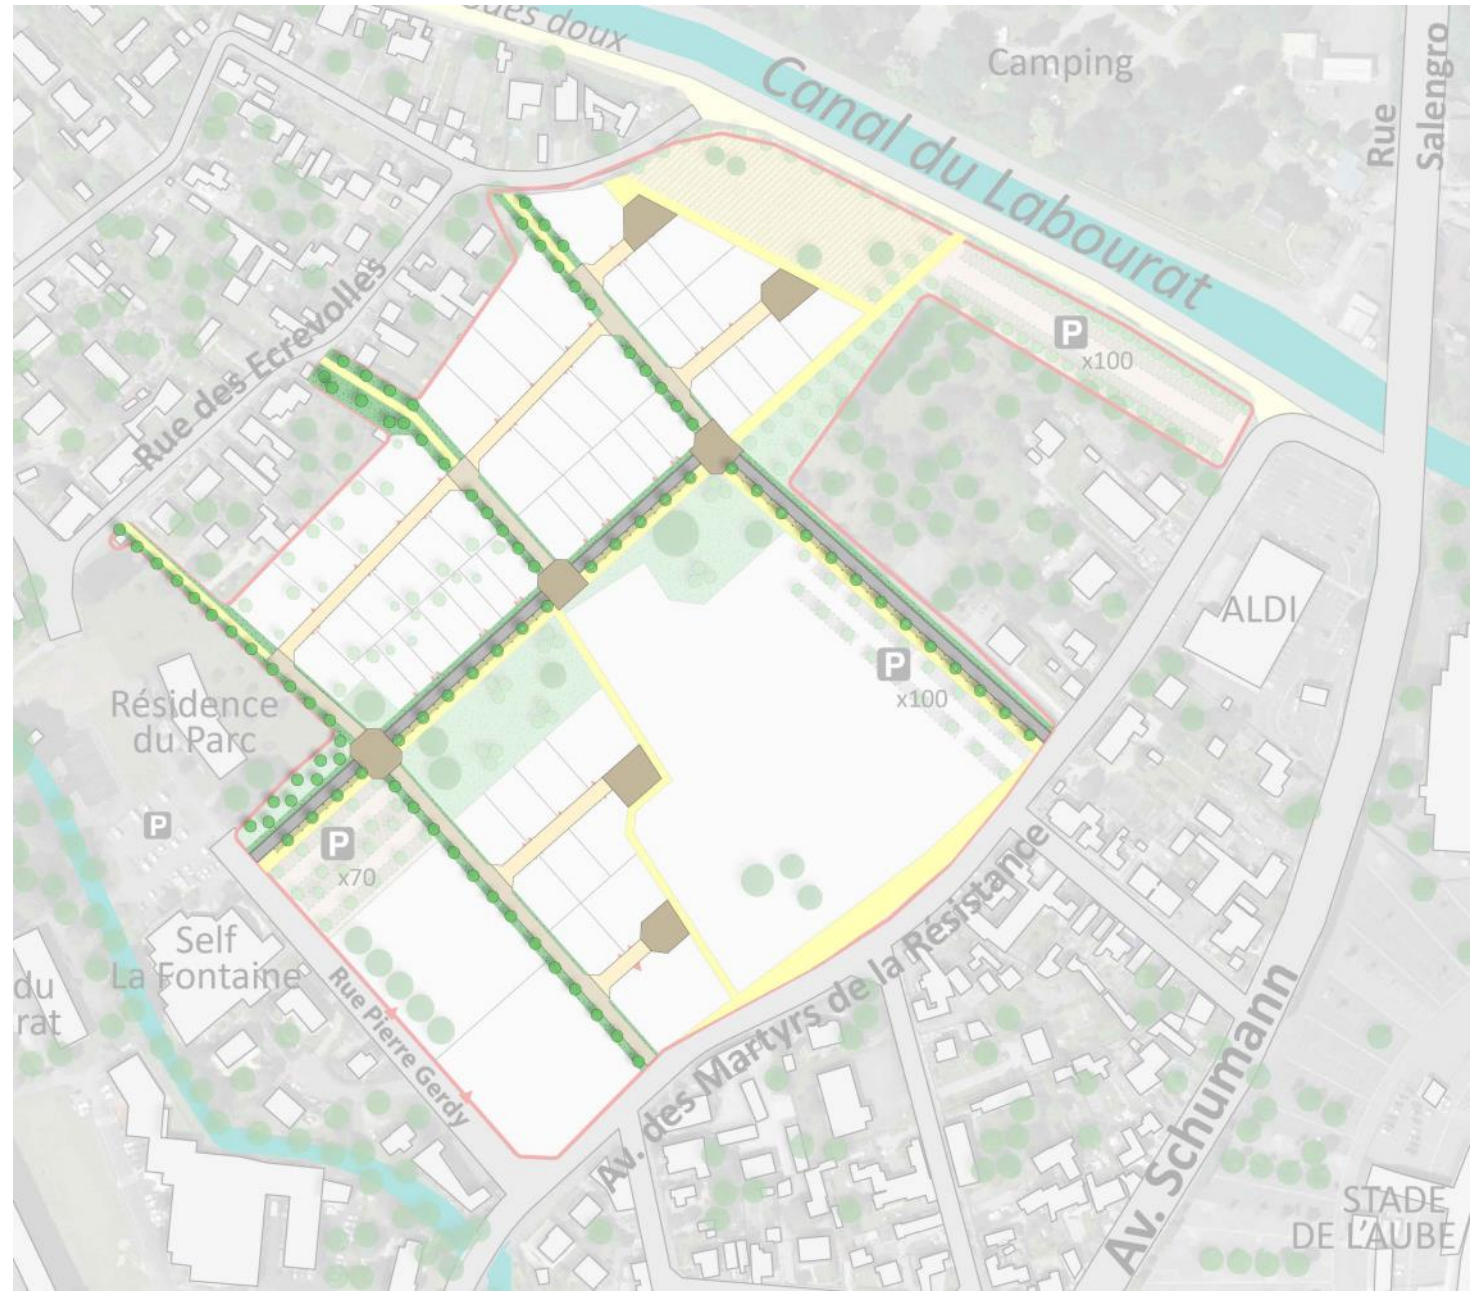 doux
Camping
Rue
Salengro
Canal du Labourat
Rue des Ecrevolles
P
x100
ALDI
P
x100
Résidence
du Parc
P
P
x70
Self
La Fontaine
du
rat
Rue Pierre Gerdy
Av. des Martyrs de la Résistance
Av. Schumann
STADE
DE L'AUBE